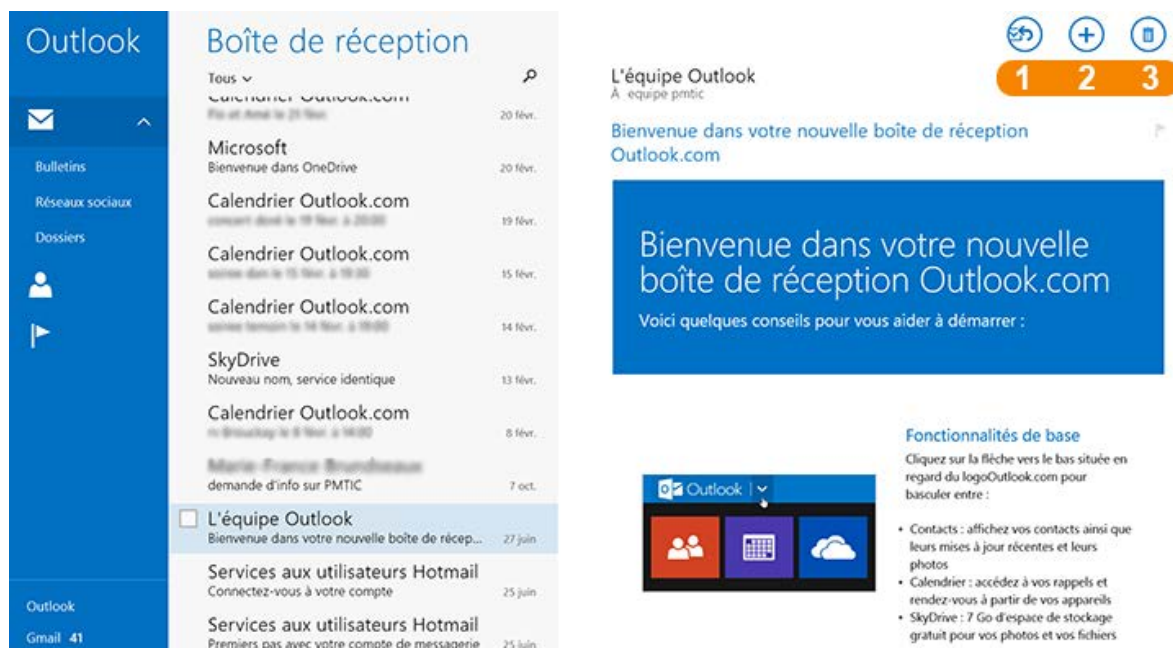 Outlook
Bulletins
Réseaux sociaux
Dossiers
Outlook
Gmail 41
Boîte de réception
Tous
Calendrier Outlook.com
20 févr.
Microsoft
Bienvenue dans OneDrive
20 févr.
Calendrier Outlook.com
19 févr.
Calendrier Outlook.com
15 févr.
Calendrier Outlook.com
14 févr.
SkyDrive
Nouveau nom, service identique
13 févr.
Calendrier Outlook.com
8 févr.
demande d'info sur PMTIC
7 oct.
L'équipe Outlook
Bienvenue dans votre nouvelle boîte de récep...
27 juin
Services aux utilisateurs Hotmail
Connectez-vous à votre compte
25 juin
Services aux utilisateurs Hotmail
Premiers pas avec votre compte de messagerie
25 juin
1 2 3
L'équipe Outlook
À equipe pmtic
Bienvenue dans votre nouvelle boîte de réception
Outlook.com
Bienvenue dans votre nouvelle
boîte de réception Outlook.com
Voici quelques conseils pour vous aider à démarrer :
Outlook
Fonctionnalités de base
Cliquez sur la flèche vers le bas située en
regard du logoOutlook.com pour
basculer entre :
• Contacts : affichez vos contacts ainsi que
leurs mises à jour récentes et leurs
photos
• Calendrier : accédez à vos rappels et
rendez-vous à partir de vos appareils
• SkyDrive : 7 Go d'espace de stockage
gratuit pour vos photos et vos fichiers